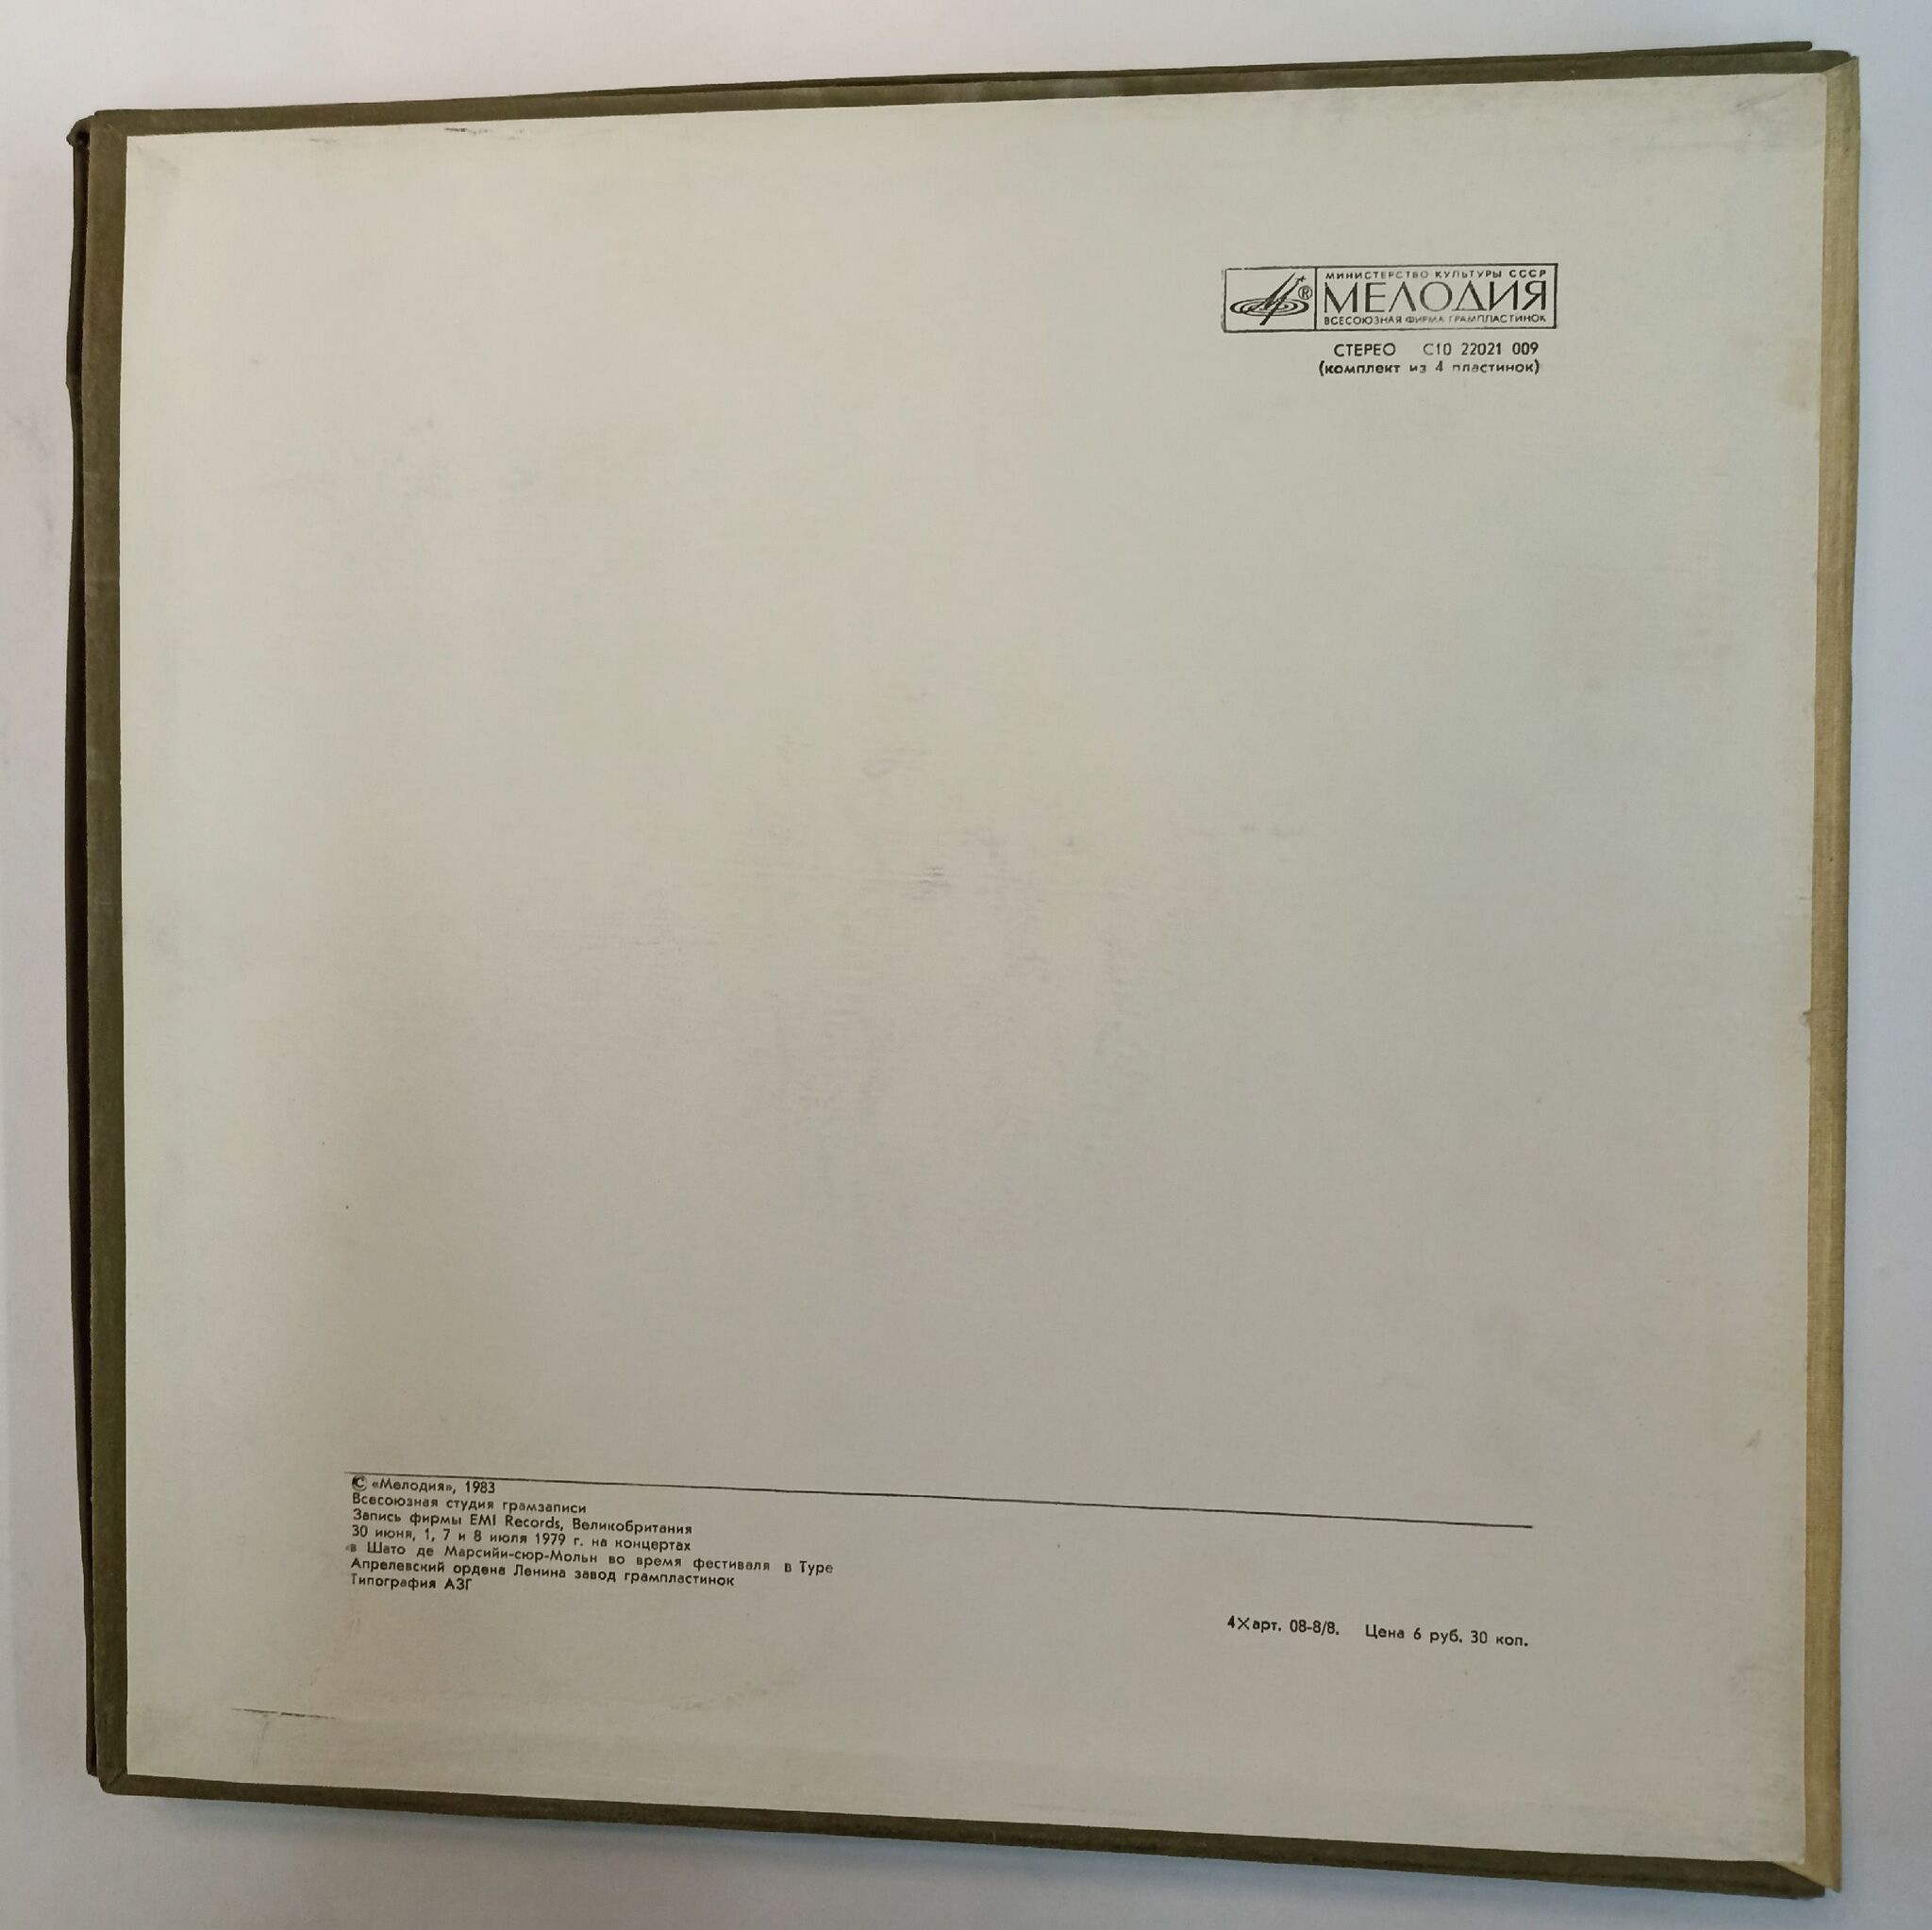 МИНИСТЕРСТВО КУЛЬТУРЫ СССР
МЕЛОДИЯ
ВСЕСОЮЗНАЯ ФИРМА ГРАМПЛАСТИНОК
®
СТЕРЕО С10 22021 009
(комплект из 4 пластинок)
© «Мелодия», 1983
Всесоюзная студия грамзаписи
Запись фирмы EMI Records, Великобритания
30 июня, 1, 7 и 8 июля 1979 г. на концертах
в Шато де Марсийи-сюр-Мольн во время фестиваля в Туре
Апрелевский ордена Ленина завод грампластинок
Типография АЗГ
4×арт. 08-8/8. Цена 6 руб. 30 коп.